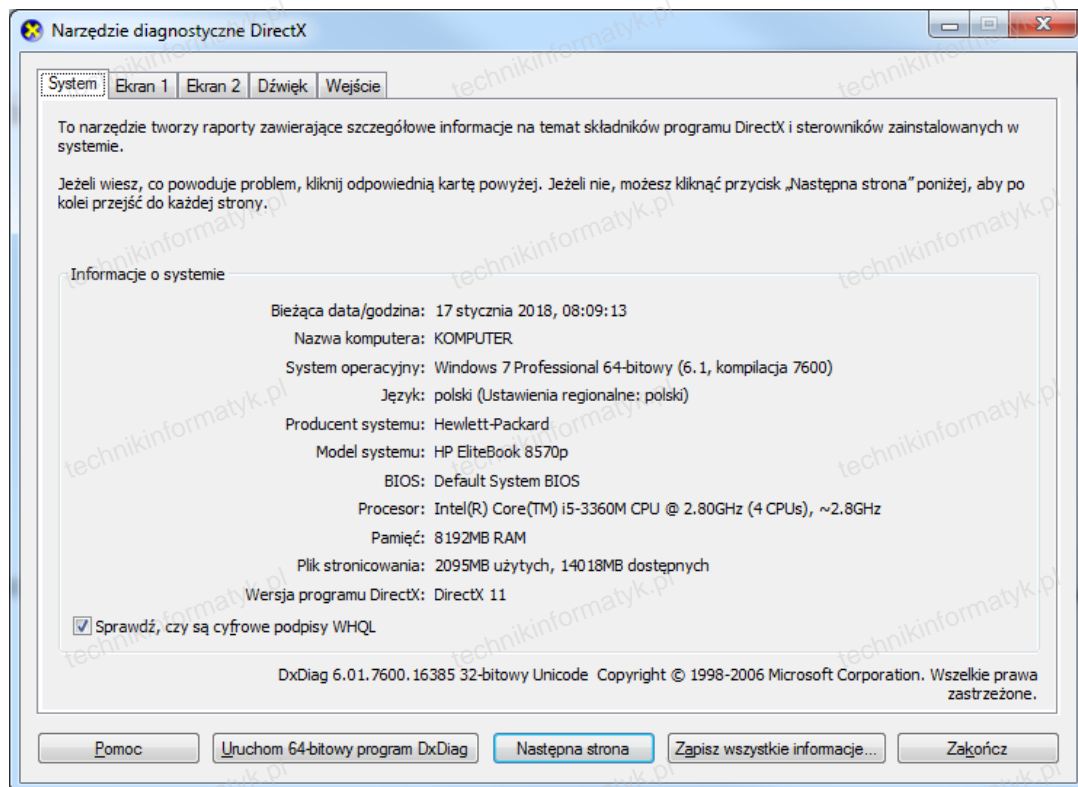 Narzędzie diagnostyczne DirectX
System
Ekran 1
Ekran 2
Dźwięk
Wejście
To narzędzie tworzy raporty zawierające szczegółowe informacje na temat składników programu DirectX i sterowników zainstalowanych w
systemie.
Jeżeli wiesz, co powoduje problem, kliknij odpowiednią kartę powyżej. Jeżeli nie, możesz kliknąć przycisk „Następna strona” poniżej, aby po
kolei przejść do każdej strony.
Informacje o systemie
Bieżąca data/godzina: 17 stycznia 2018, 08:09:13
Nazwa komputera: KOMPUTER
System operacyjny: Windows 7 Professional 64-bitowy (6.1, kompilacja 7600)
Język: polski (Ustawienia regionalne: polski)
Producent systemu: Hewlett-Packard
Model systemu: HP EliteBook 8570p
BIOS: Default System BIOS
Procesor: Intel(R) Core(TM) i5-3360M CPU @ 2.80GHz (4 CPUs), ~2.8GHz
Pamięć: 8192MB RAM
Plik stronicowania: 2095MB użytych, 14018MB dostępnych
Wersja programu DirectX: DirectX 11
Sprawdź, czy są cyfrowe podpisy WHQL
DxDiag 6.01.7600.16385 32-bitowy Unicode Copyright © 1998-2006 Microsoft Corporation. Wszelkie prawa
zastrzeżone.
Pomoc
Uruchom 64-bitowy program DxDiag
Następna strona
Zapisz wszystkie informacje...
Zakończ
technikinformatyk.pl